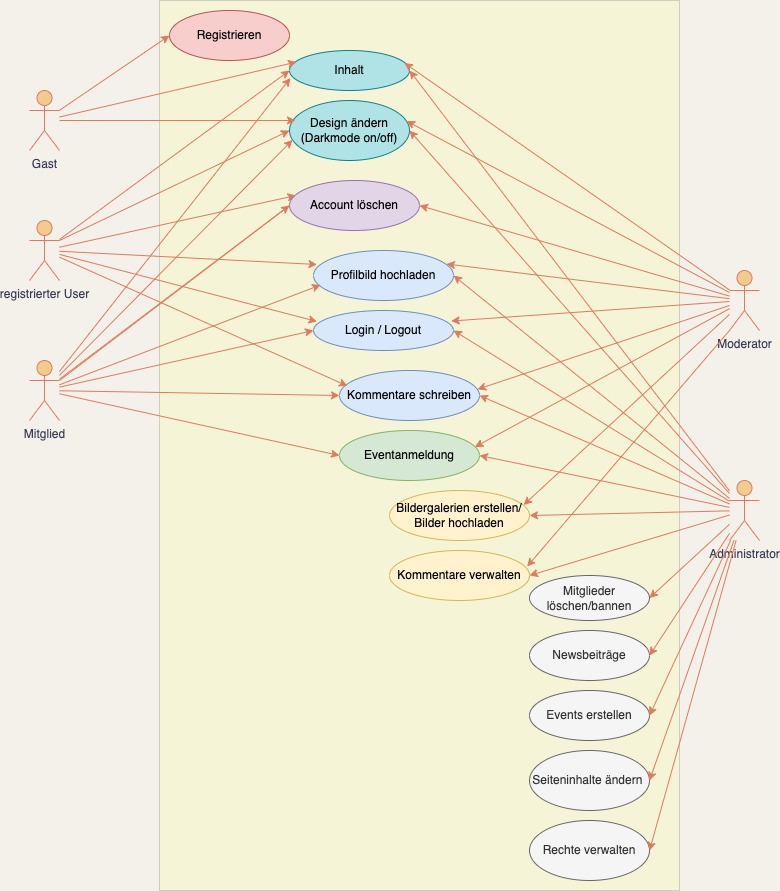 Registrieren
Inhalt
Design ändern
(Darkmode on/off)
Gast
Account löschen
registrierter User
Profilbild hochladen
Login / Logout
Moderator
Kommentare schreiben
Mitglied
Eventanmeldung
Bildergalerien erstellen/
Bilder hochladen
Administrator
Kommentare verwalten
Mitglieder
löschen/bannen
Newsbeiträge
Events erstellen
Seiteninhalte ändern
Rechte verwalten